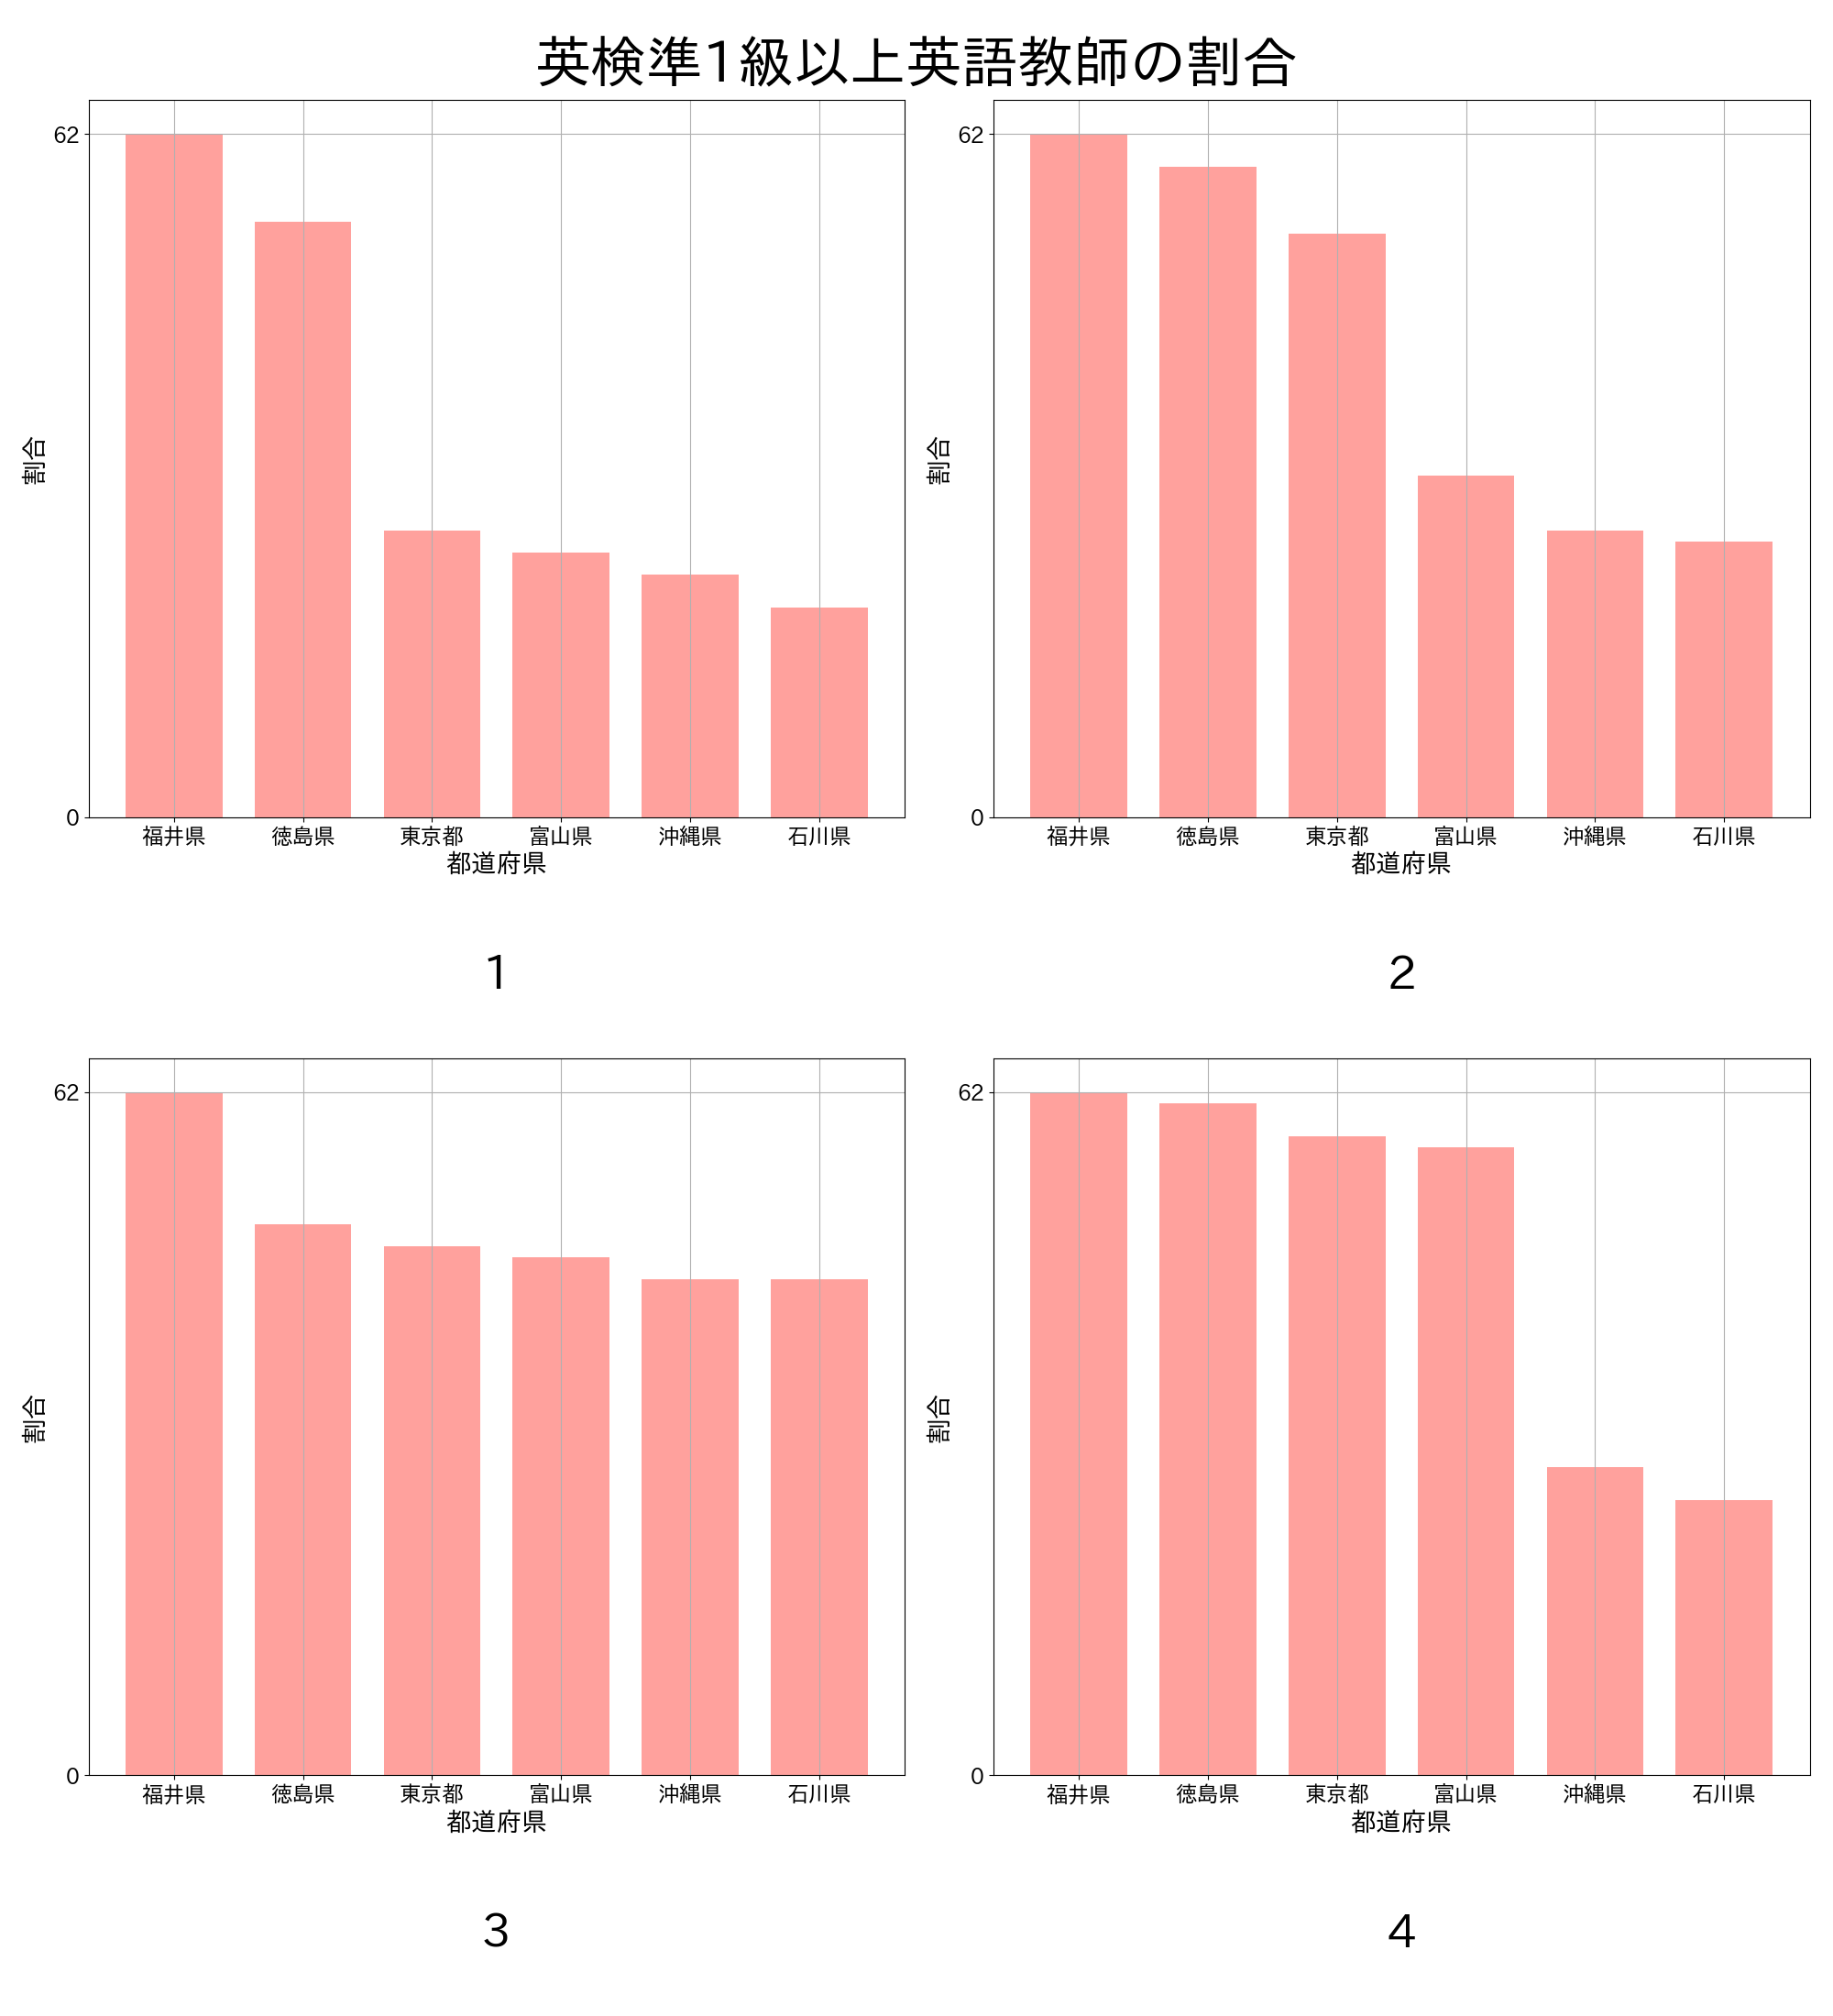 英検準1級以上英語教師の割合
62
0
割合
福井県 徳島県 東京都 富山県 沖縄県 石川県
都道府県
1
62
0
割合
福井県 徳島県 東京都 富山県 沖縄県 石川県
都道府県
2
62
0
割合
福井県 徳島県 東京都 富山県 沖縄県 石川県
都道府県
3
62
0
割合
福井県 徳島県 東京都 富山県 沖縄県 石川県
都道府県
4